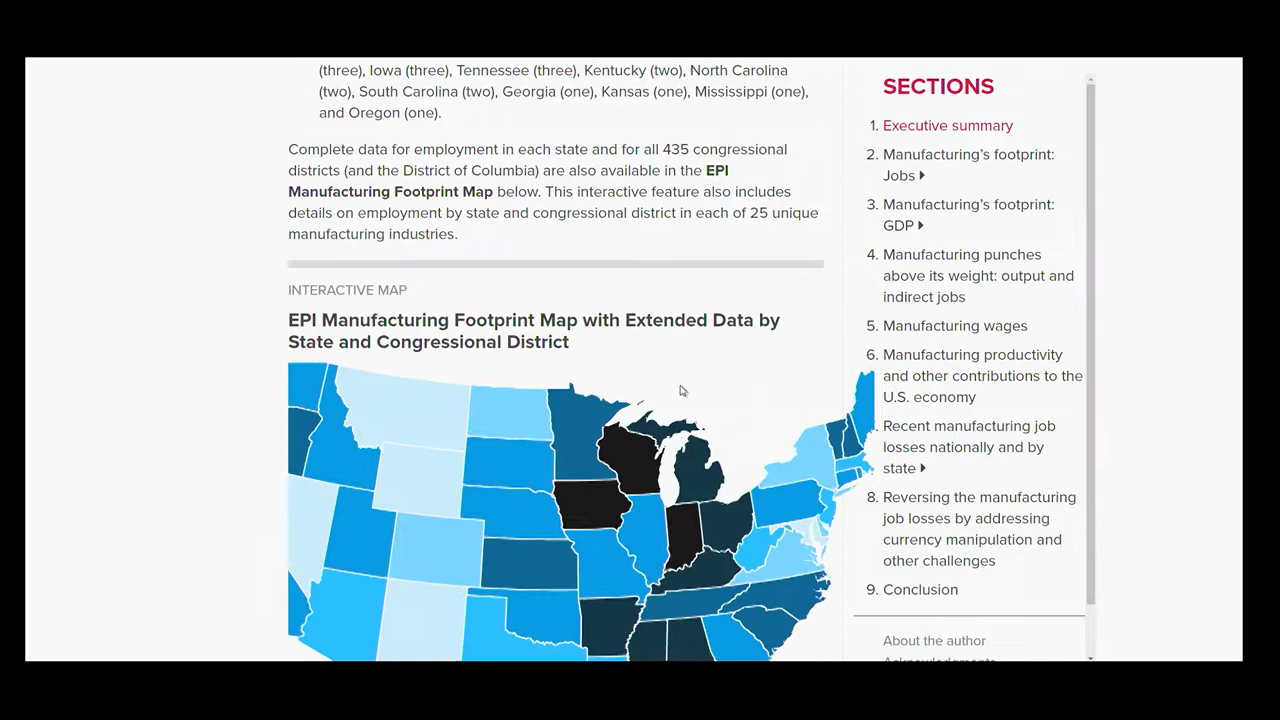 (three), Iowa (three), Tennessee (three), Kentucky (two), North Carolina
(two), South Carolina (two), Georgia (one), Kansas (one), Mississippi (one),
and Oregon (one).
Complete data for employment in each state and for all 435 congressional
districts (and the District of Columbia) are also available in the EPI
Manufacturing Footprint Map below. This interactive feature also includes
details on employment by state and congressional district in each of 25 unique
manufacturing industries.
INTERACTIVE MAP
EPI Manufacturing Footprint Map with Extended Data by
State and Congressional District
SECTIONS
1. Executive summary
2. Manufacturing's footprint:
Jobs
3. Manufacturing's footprint:
GDP
4. Manufacturing punches
above its weight: output and
indirect jobs
5. Manufacturing wages
6. Manufacturing productivity
and other contributions to the
U.S. economy
. Recent manufacturing job
losses nationally and by
state
8. Reversing the manufacturing
job losses by addressing
currency manipulation and
other challenges
9. Conclusion
About the author